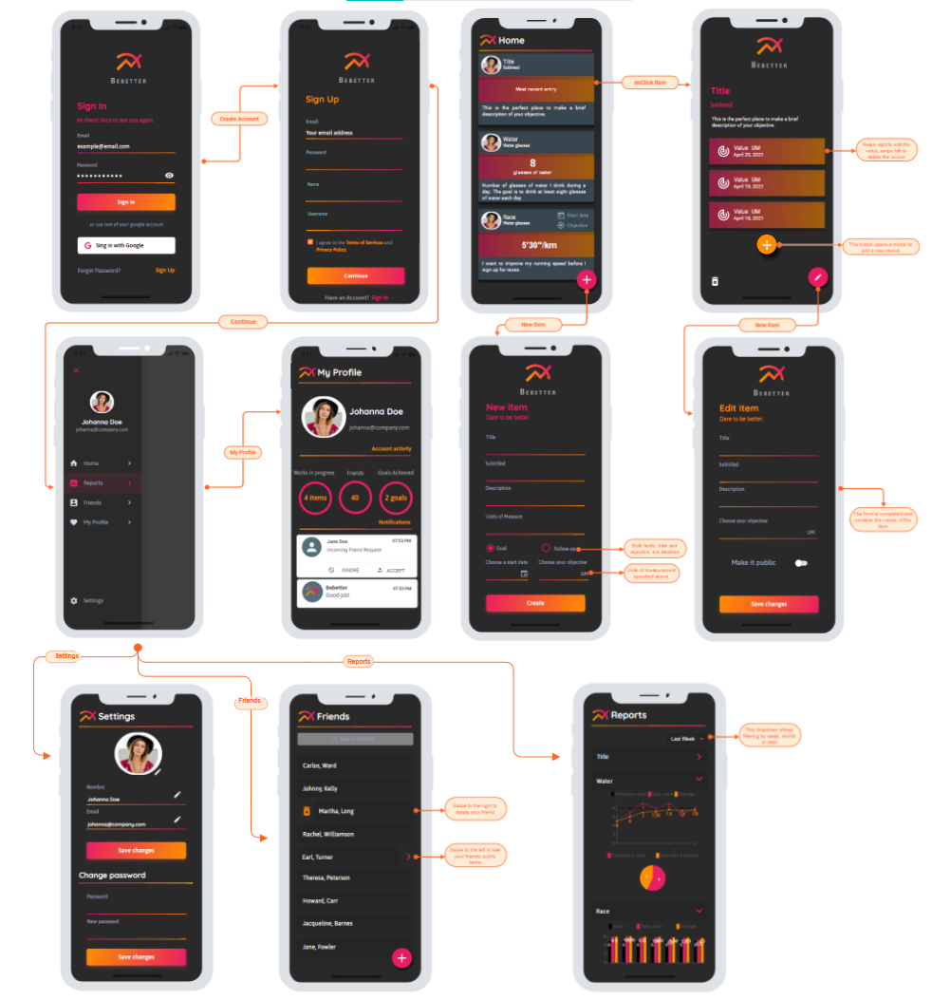 BEBETTER
Sign In
Hi there! Nice to see you again.
Email
example@email.com
Password
Sign In
or use one of your google account
Sing in with Google
Forgot Password?
Sign Up
Create Account
BEBETTER
Sign Up
Email
Your email address
Password
Name
Username
I agree to the Terms of Services and
Privacy Policy.
Continue
Have an Account? Sign In
Home
Title
Subhead
Most recent entry
This is the perfect place to make a brief
description of your objective.
Water
Water glasses
8
glasses of water
Number of glasses of water I drink during a
day. The goal is to drink at least eight glasses
of water each day.
Race
Water glasses
Start date
Objective
5'30"/km
I want to improve my running speed before I
sign up for races.
onClick Item
BEBETTER
Title
Subhead
This is the perfect place to make a brief
description of your objective.
Value UM
April 20, 2021
Value UM
April 19, 2021
Value UM
April 18, 2021
Swipe right to edit the
value, swipe left to
delete the record.
This button opens a modal to
add a new record
Continue
New Item
New Item
Johanna Doe
johanna@company.com
Home
Reports
Friends
My Profile
Settings
My Profile
My Profile
Johanna Doe
johanna@company.com
Account activity
Works in progress
Friends
Goals Achieved
4 items
40
2 goals
Notifications
Jane Doe
07:53 PM
Incoming Friend Request
IGNORE
ACCEPT
Bebetter
07:53 PM
Good job!
BEBETTER
New item
Dare to be better.
Title
Subtitled
Description
Units of Measure
Goal
Follow up
Choose a start date
Choose your objective
UM
Create
Both fields, date and
objective, are disabled
Units of measurement
specified above
BEBETTER
Edit item
Dare to be better.
Title
Subtitled
Description
Choose your objective
UM
Make it public
Save changes
The form is completed and
contains the values of the
item.
Settings
Friends
Reports
Settings
Nombre
Johanna Doe
Email
johanna@company.com
Save changes
Change password
Password
New password
Save changes
Friends
Search Friends
Carlos, Ward
Johnny, Kelly
Martha, Long
Rachel, Williamson
Earl, Turner
Theresa, Peterson
Howard, Carr
Jacqueline, Barnes
Jane, Fowler
Swipe to the right to
delete your friend.
Swipe to the left to see
your friends' public
items.
Reports
Last Week
Title
Water
Average
Race
Average
This dropdown allows
filtering by week, month
or year.